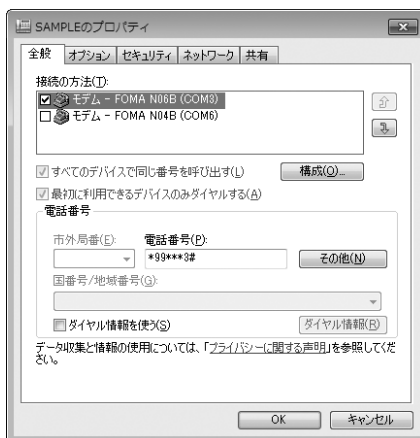 SAMPLEのプロパティ
全般 オプション セキュリティ ネットワーク 共有
接続の方法(T):
モデム - FOMA N06B (COM3)
モデム - FOMA N04B (COM6)
すべてのデバイスで同じ番号を呼び出す(L) 構成(O)...
最初に利用できるデバイスのみダイヤルする(A)
電話番号
市外局番(E): 電話番号(P):
*99***3# その他(N)
国番号/地域番号(G):
ダイヤル情報を使う(S) ダイヤル情報(R)
データ収集と情報の使用については、「プライバシーに関する声明」を参照してくだ
さい。
OK キャンセル